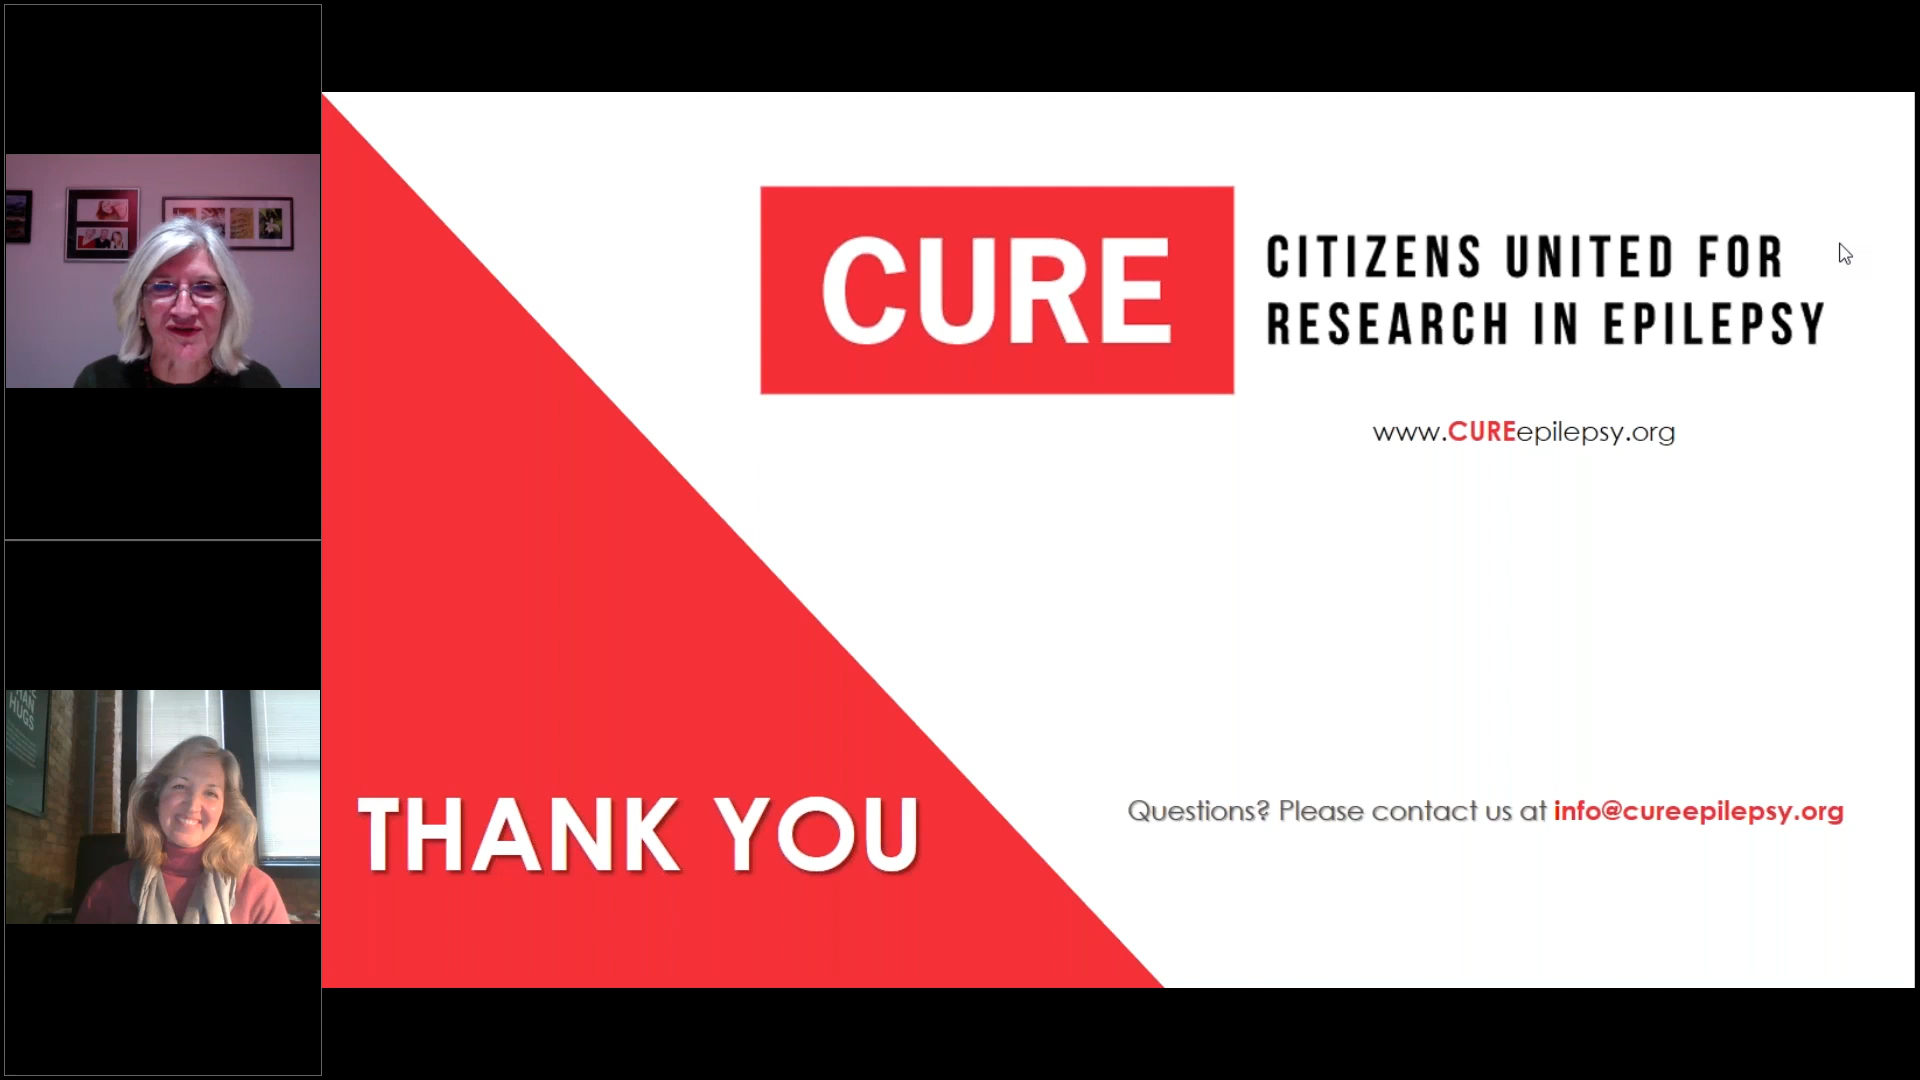 CURE
CITIZENS UNITED FOR
RESEARCH IN EPILEPSY
www.CUREepilepsy.org
HUGS
THANK YOU
Questions? Please contact us at info@cureepilepsy.org